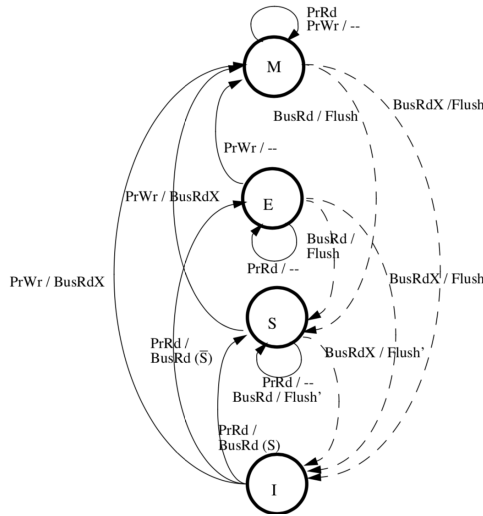 PrRd
PrWr / --
M
BusRdX /Flush
BusRd / Flush
PrWr / --
PrWr / BusRdX
E
BusRd /
Flush
PrRd / --
BusRdX / Flush
PrWr / BusRdX
S
PrRd /
BusRd (S̅)
BusRdX / Flush’
PrRd / --
BusRd / Flush’
PrRd /
BusRd (S)
I